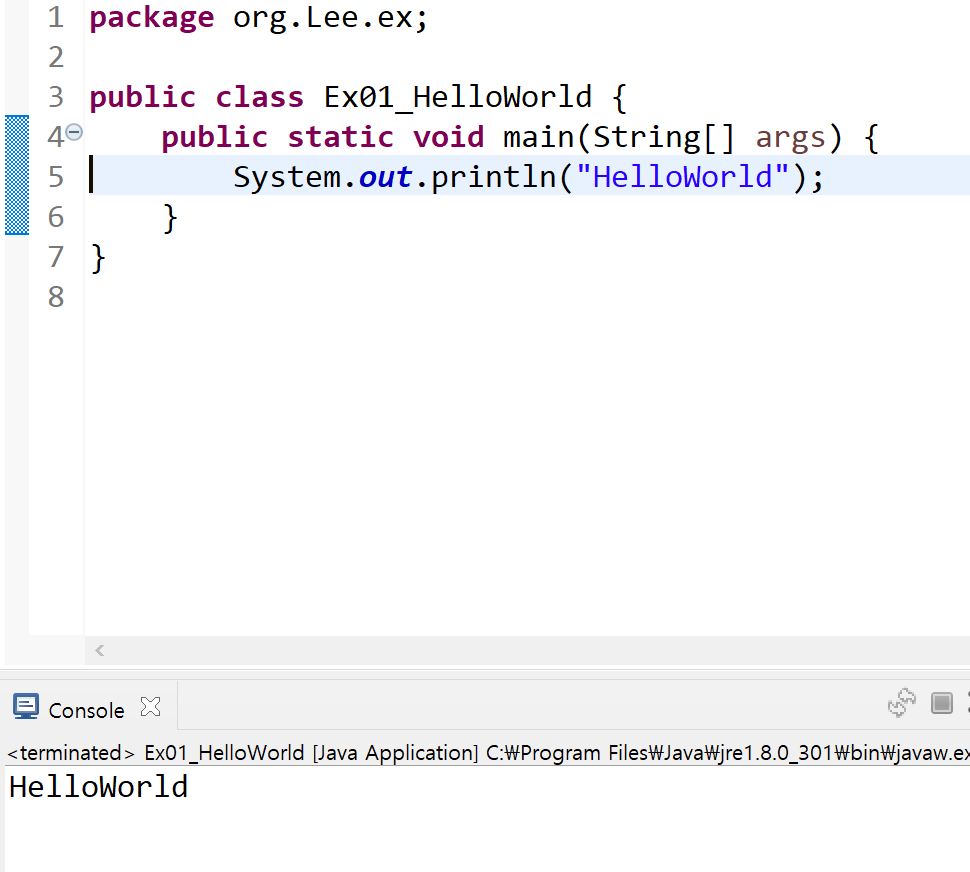 1 package org.Lee.ex;
2
3 public class Ex01_HelloWorld {
4 public static void main(String[] args) {
5 System.out.println("HelloWorld");
6 }
7 }
8
Console
<terminated> Ex01_HelloWorld [Java Application] C:₩Program Files₩Java₩jre1.8.0_301₩bin₩javaw.ex
HelloWorld